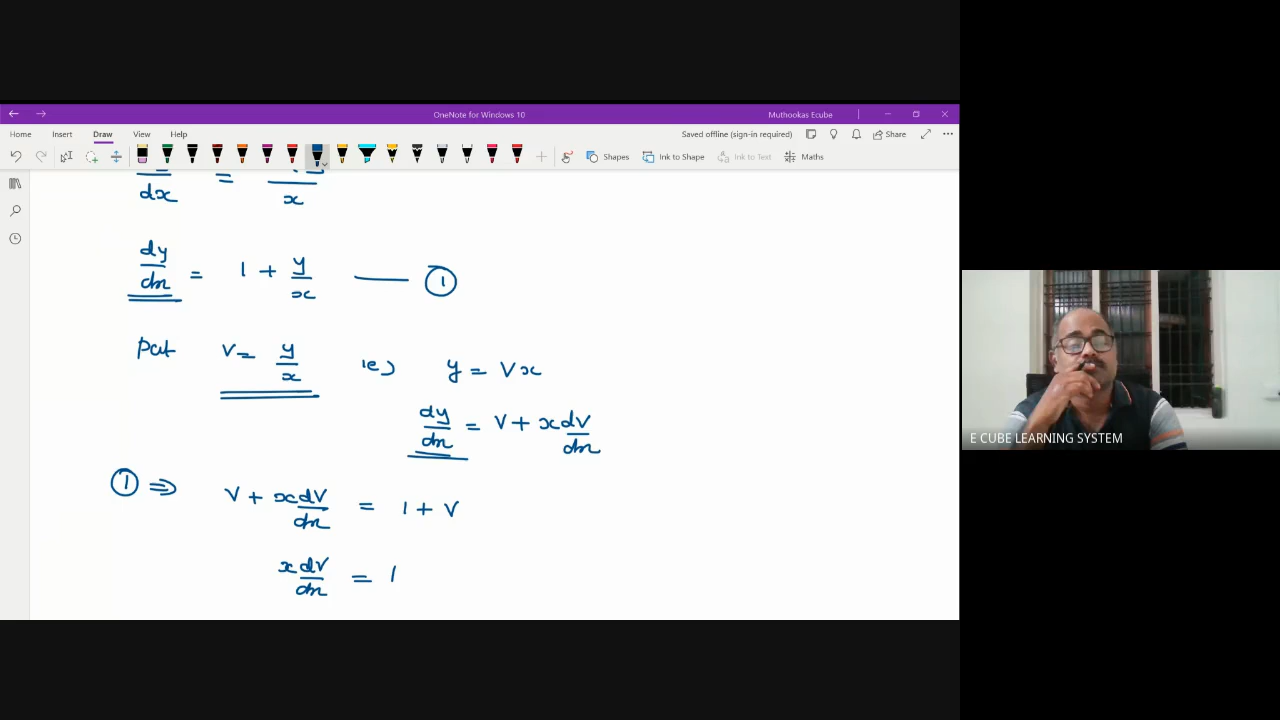 OneNote for Windows 10
Muthookas Ecube
Home Insert Draw View Help
Saved offline (sign-in required) Share
Shapes Ink to Shape Ink to Text Maths
dx = x
dy/dx = 1 + y/x —— ①
Put v = y/x ie) y = vx
dy/dx = v + x dv/dx
① ⇒ v + x dv/dx = 1 + v
x dv/dx = 1
E CUBE LEARNING SYSTEM